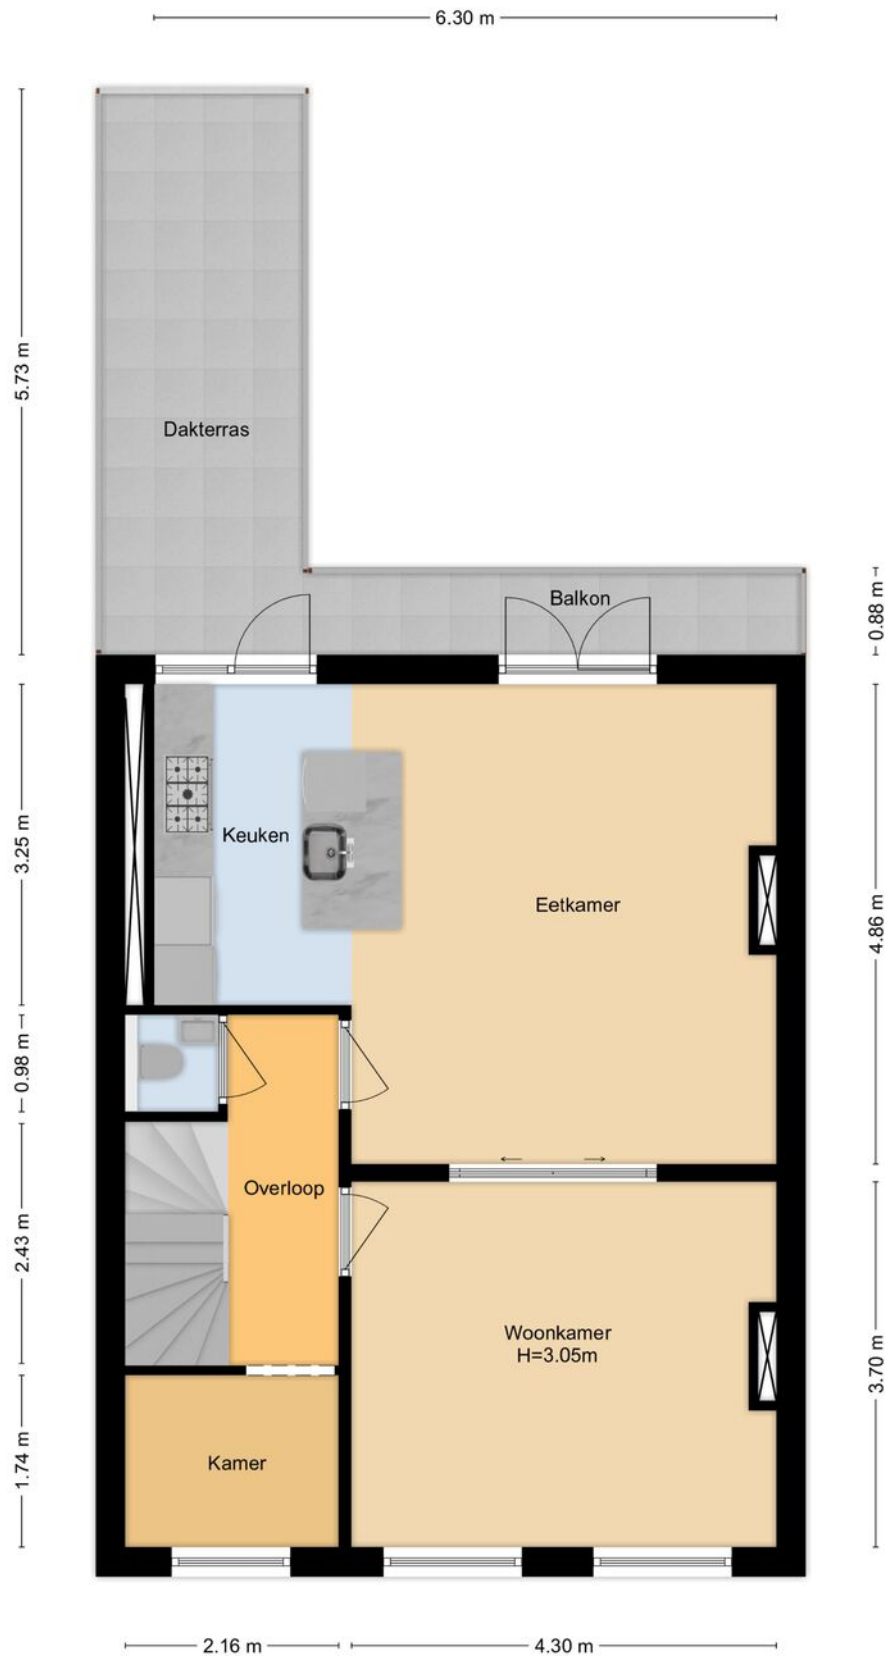 6.30 m
5.73 m
Dakterras
Balkon
0.88 m
3.25 m
Keuken
Eetkamer
4.86 m
0.98 m
Overloop
2.43 m
Woonkamer
H=3.05m
3.70 m
1.74 m
Kamer
2.16 m
4.30 m